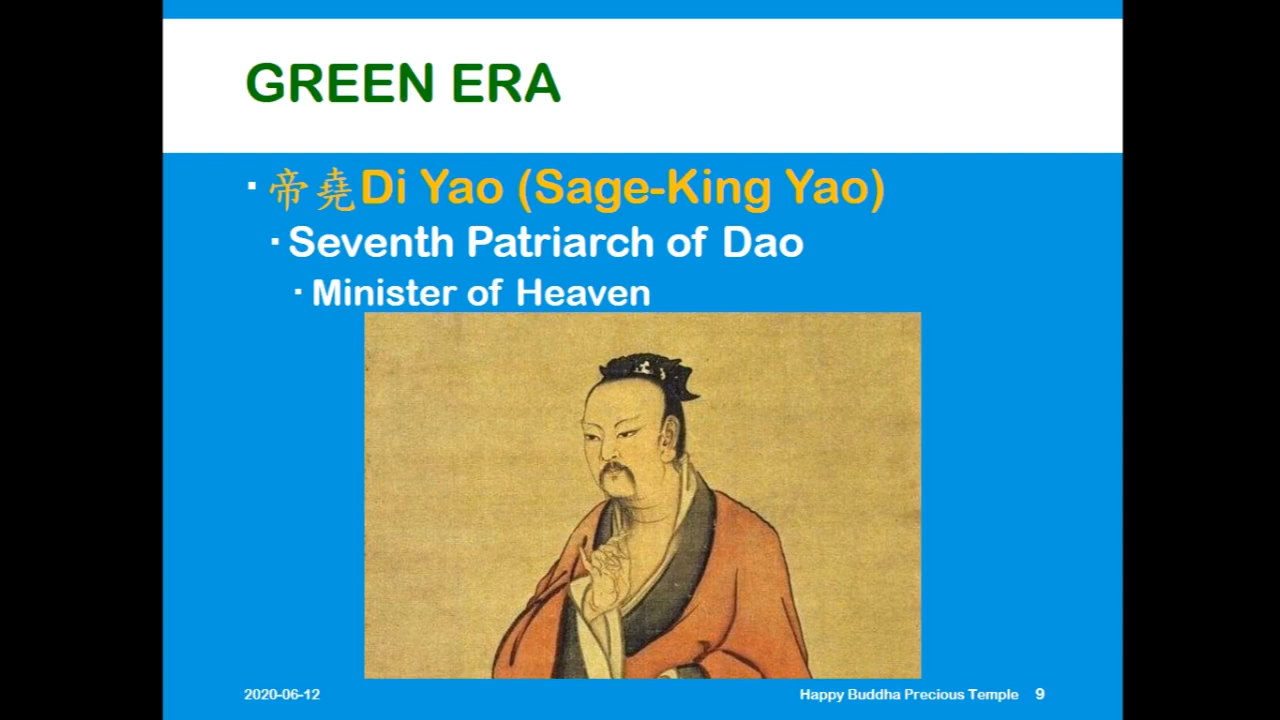 GREEN ERA
▪ 帝堯Di Yao (Sage-King Yao)
▪ Seventh Patriarch of Dao
▪ Minister of Heaven
2020-06-12
Happy Buddha Precious Temple 9